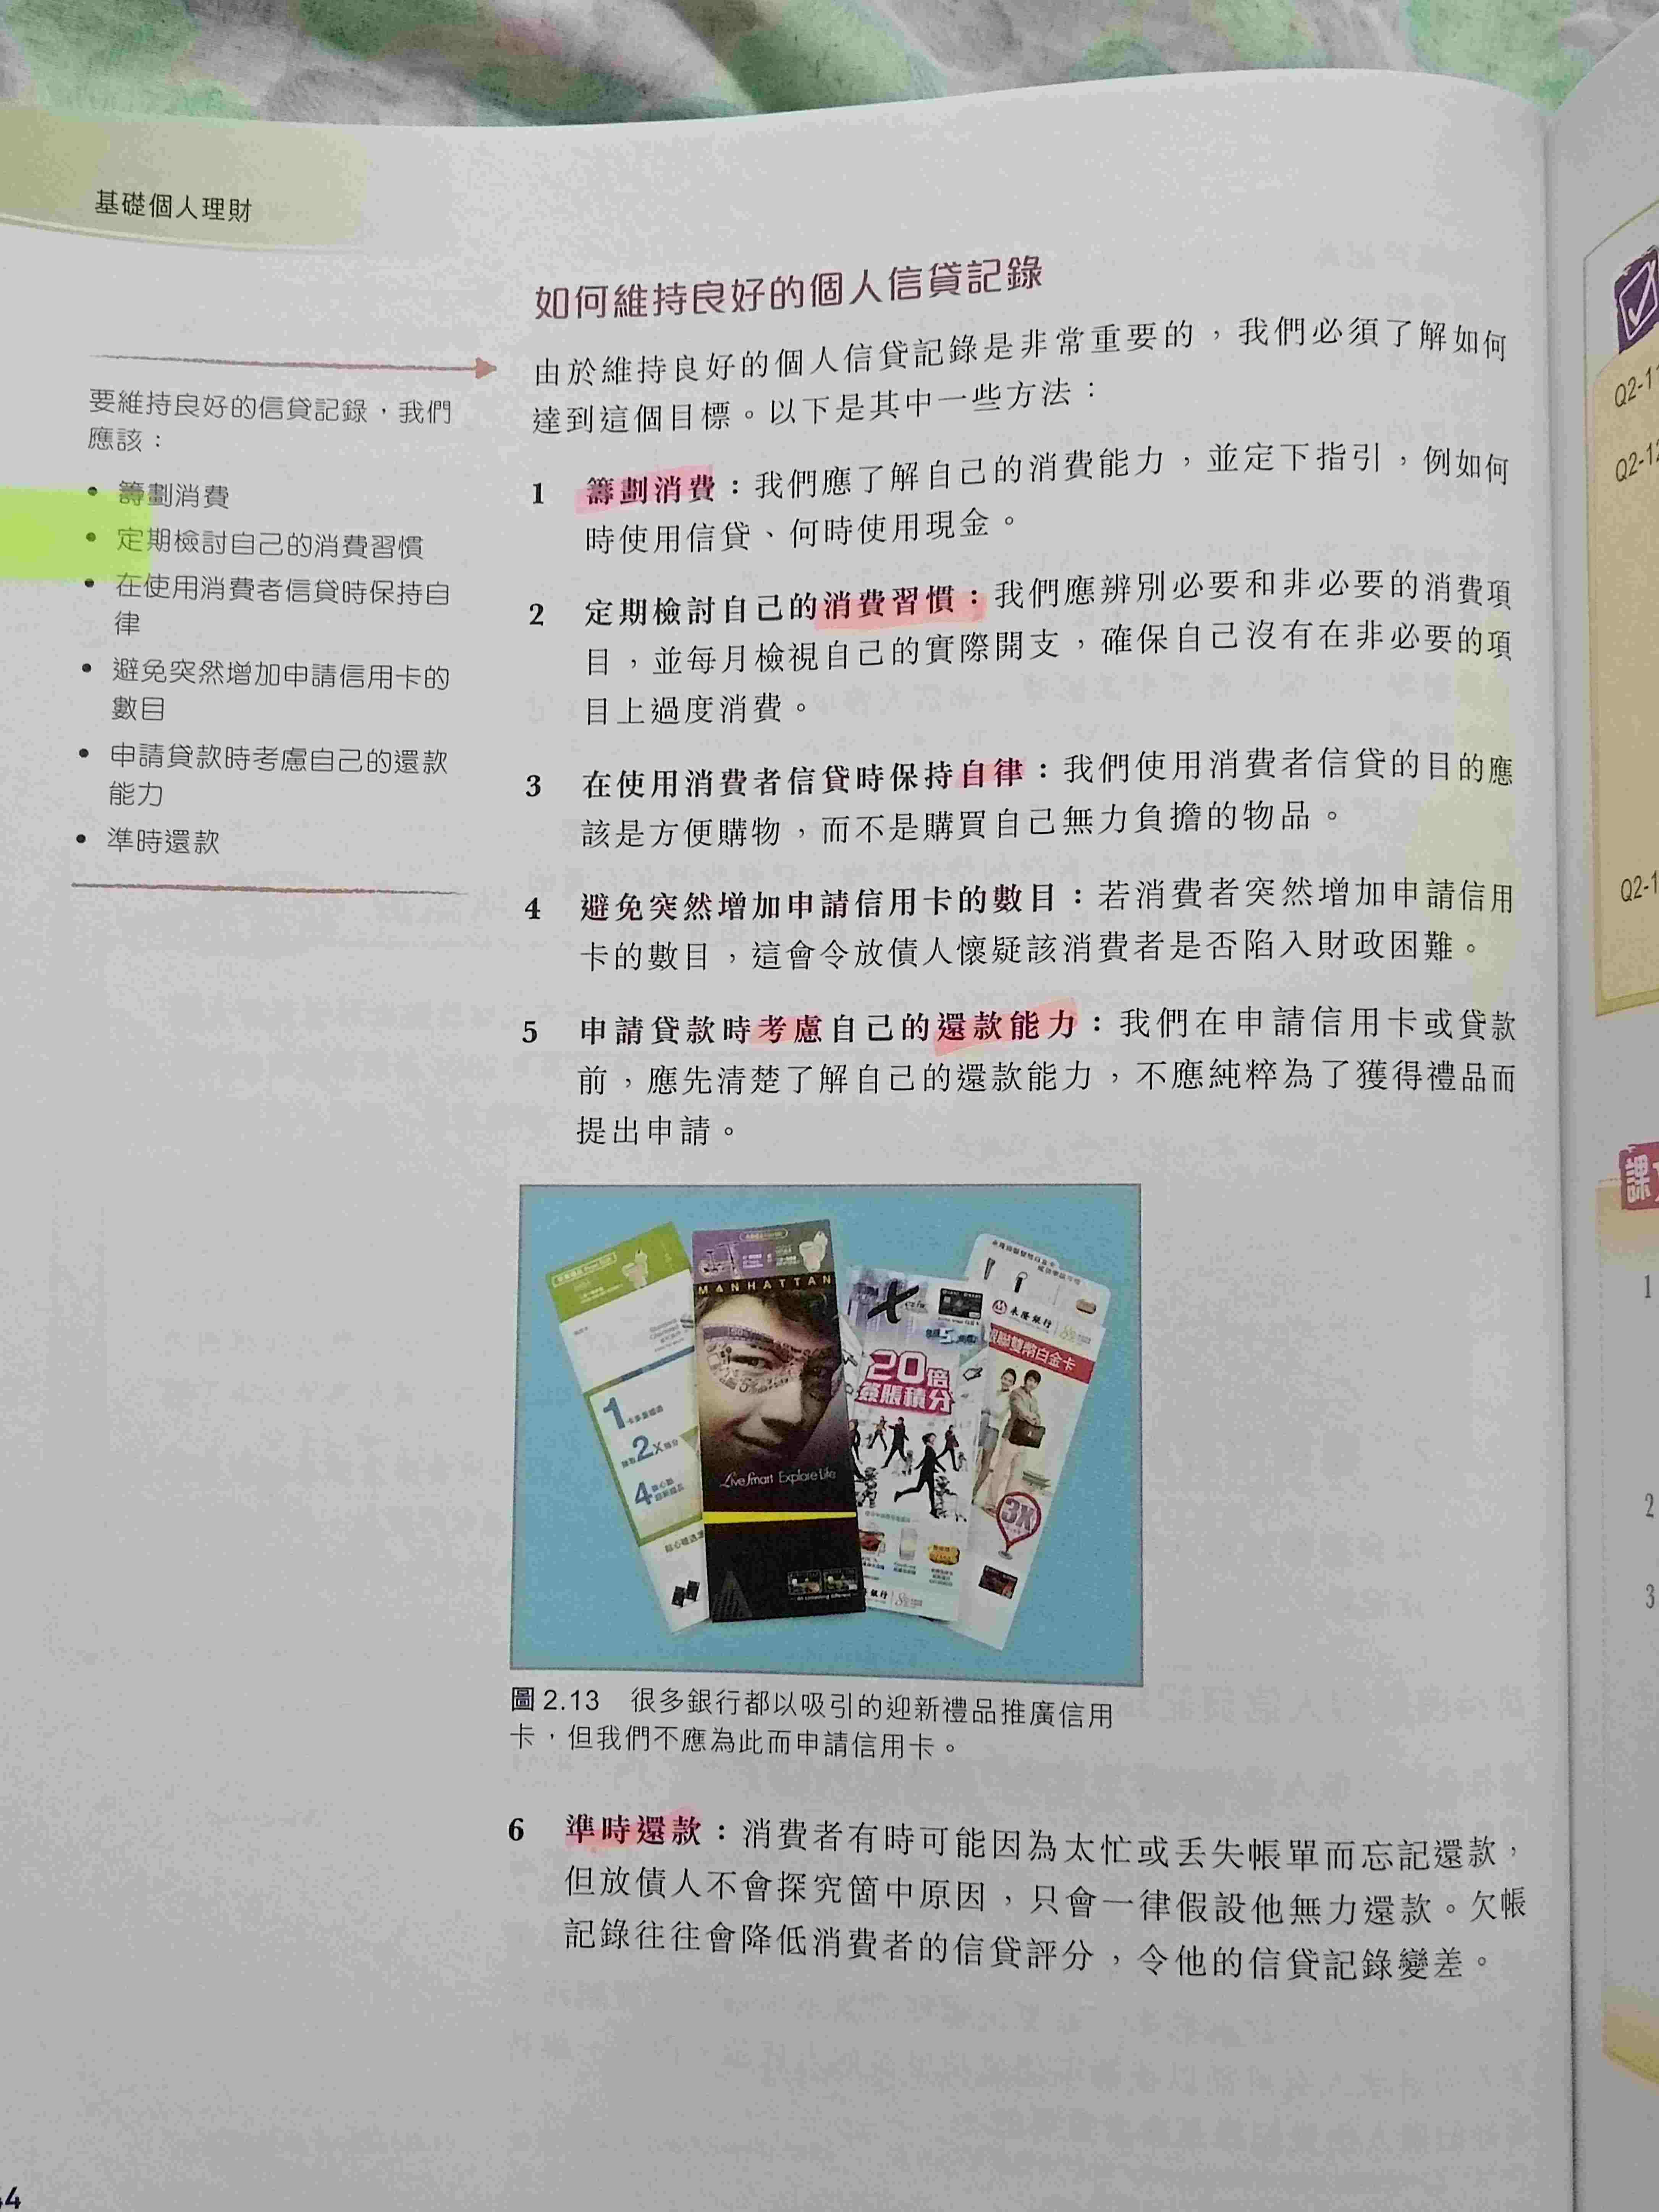 基礎個人理財
要維持良好的信貸記錄，我們
應該：
• 籌劃消費
• 定期檢討自己的消費習慣
• 在使用消費者信貸時保持自
律
• 避免突然增加申請信用卡的
數目
• 申請貸款時考慮自己的還款
能力
• 準時還款
如何維持良好的個人信貸記錄
由於維持良好的個人信貸記錄是非常重要的，我們必須了解如何
達到這個目標。以下是其中一些方法：
1 籌劃消費：我們應了解自己的消費能力，並定下指引，例如何
時使用信貸、何時使用現金。
2 定期檢討自己的消費習慣：我們應辨別必要和非必要的消費項
目，並每月檢視自己的實際開支，確保自己沒有在非必要的項
目上過度消費。
3 在使用消費者信貸時保持自律：我們使用消費者信貸的目的應
該是方便購物，而不是購買自己無力負擔的物品。
4 避免突然增加申請信用卡的數目：若消費者突然增加申請信用
卡的數目，這會令放債人懷疑該消費者是否陷入財政困難。
5 申請貸款時考慮自己的還款能力：我們在申請信用卡或貸款
前，應先清楚了解自己的還款能力，不應純粹為了獲得禮品而
提出申請。
MANHATTAN
Live Smart Explore Life
1
2X
4
20倍
簽賬積分
永隆銀行
銀聯雙幣白金卡
3K
銀行
圖 2.13 很多銀行都以吸引的迎新禮品推廣信用
卡，但我們不應為此而申請信用卡。
6 準時還款：消費者有時可能因為太忙或丟失帳單而忘記還款，
但放債人不會探究箇中原因，只會一律假設他無力還款。欠帳
記錄往往會降低消費者的信貸評分，令他的信貸記錄變差。
Q2-1
Q2-12
Q2-1
課
1
2
3
44